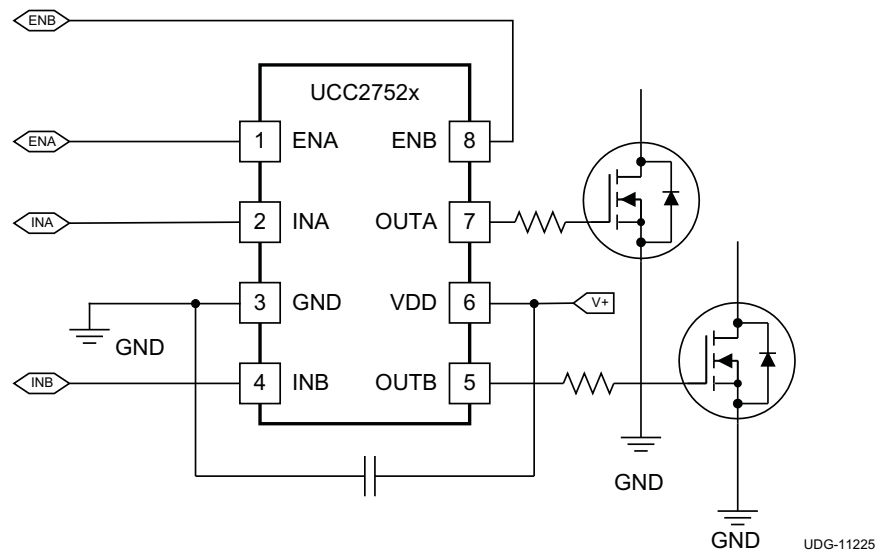 ENB
UCC2752x
ENA
1
ENA
ENB
8
INA
2
INA
OUTA
7
3
GND
VDD
6
V+
GND
INB
4
INB
OUTB
5
GND
GND
UDG-11225